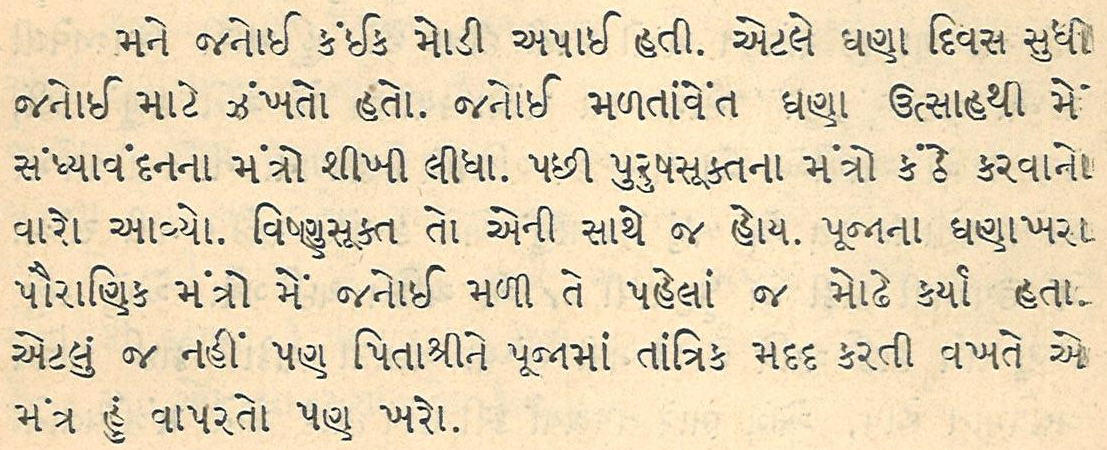 મને જનોઈ કંઈક મોડી અપાઈ હતી. એટલે ઘણા દિવસ સુધી
જનોઈ માટે ઝંખતો હતો. જનોઈ મળતાંવેંત ઘણા ઉત્સાહથી મેં
સંધ્યાવંદનના મંત્રો શીખી લીધા. પછી પુરુષસૂક્તના મંત્રો કંઠે કરવાનો
વારો આવ્યો. વિષ્ણુસૂક્ત તો એની સાથે જ હોય. પૂજાના ઘણાખરા
પૌરાણિક મંત્રો મેં જનોઈ મળી તે પહેલાં જ મોઢે કર્યા હતા.
એટલું જ નહીં પણ પિતાશ્રીને પૂજામાં તાંત્રિક મદદ કરતી વખતે એ
મંત્ર હું વાપરતો પણ ખરો.